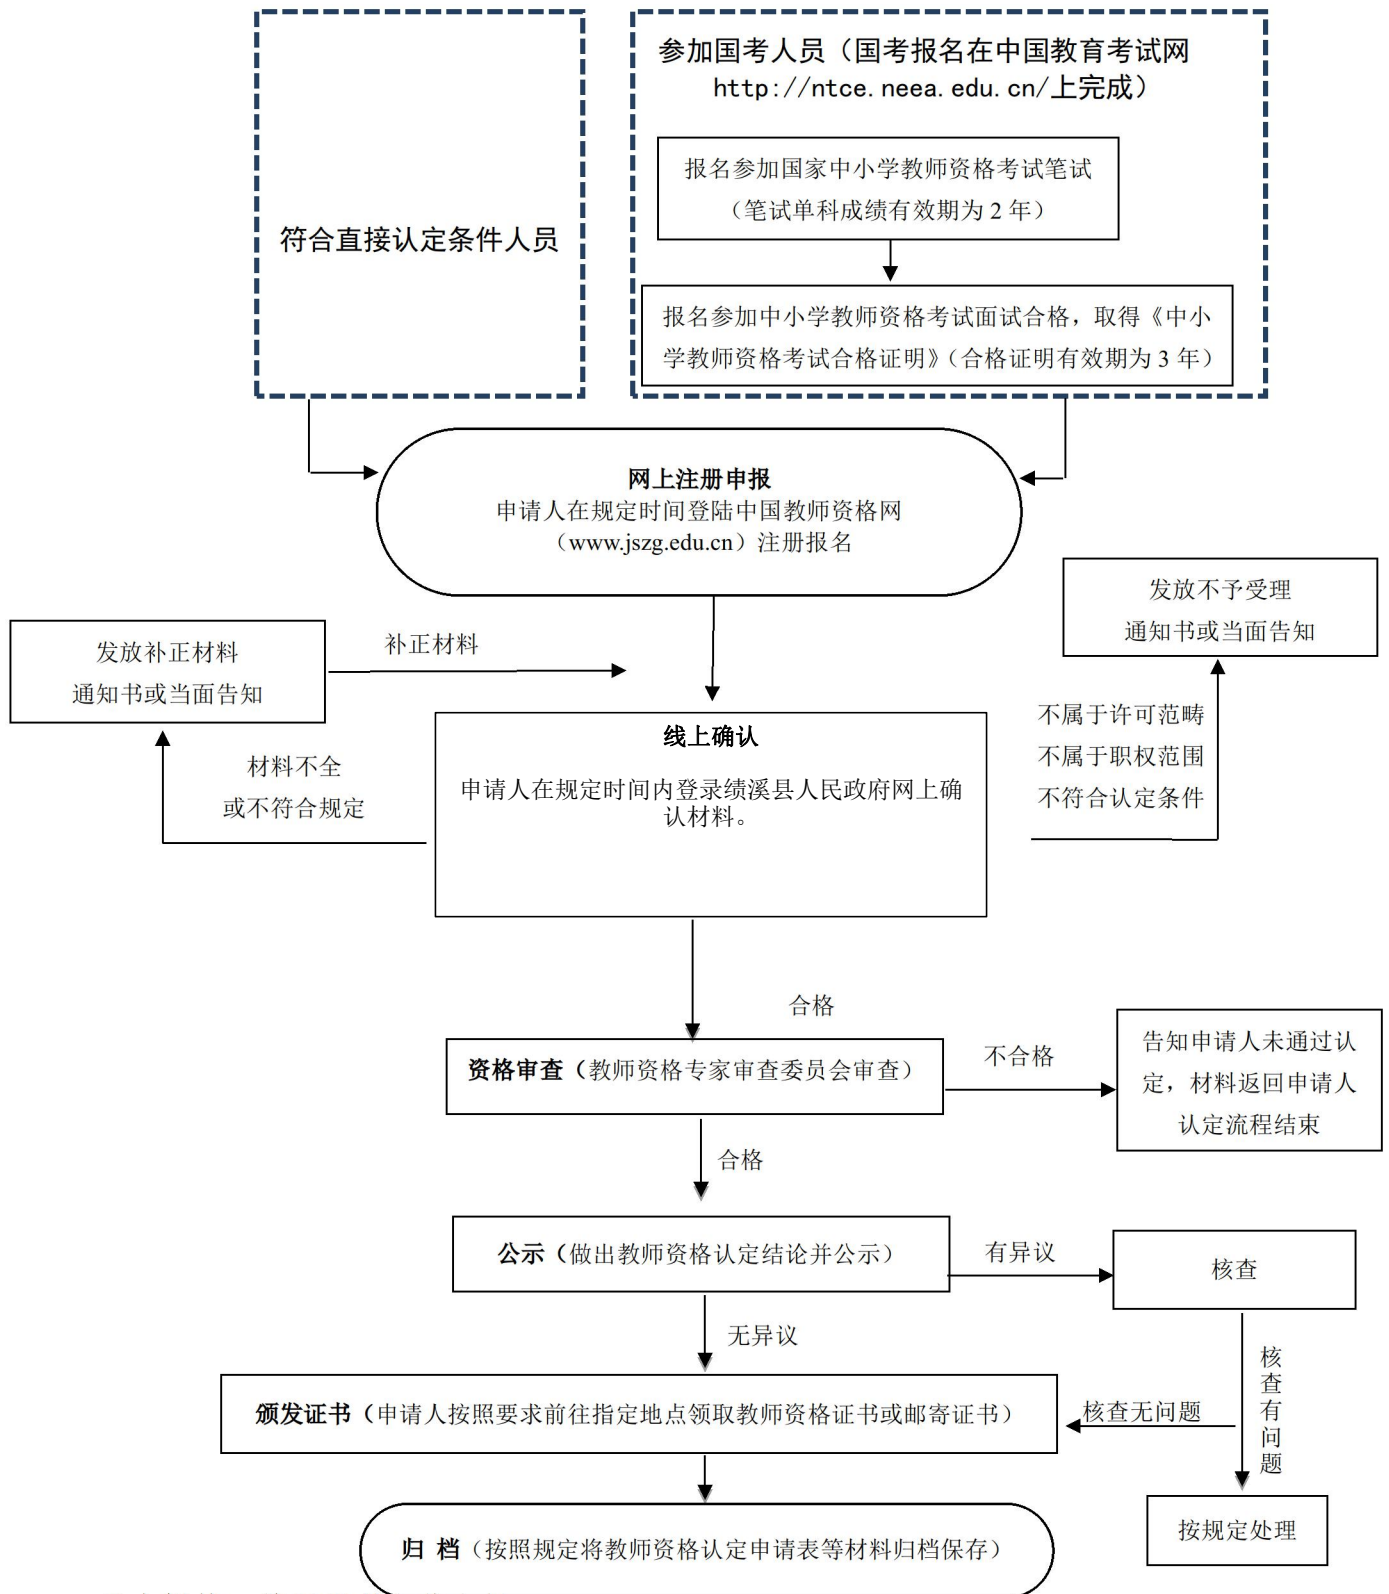 参加国考人员（国考报名在中国教育考试网
http://ntce.neea.edu.cn/上完成）
报名参加国家中小学教师资格考试笔试
（笔试单科成绩有效期为 2 年）
符合直接认定条件人员
报名参加中小学教师资格考试面试合格，取得《中小
学教师资格考试合格证明》（合格证明有效期为 3 年）
网上注册申报
申请人在规定时间登陆中国教师资格网
（www.jszg.edu.cn）注册报名
发放不予受理
通知书或当面告知
发放补正材料
通知书或当面告知
补正材料
不属于许可范畴
不属于职权范围
不符合认定条件
材料不全
或不符合规定
线上确认
申请人在规定时间内登录绩溪县人民政府网上确
认材料。
合格
资格审查（教师资格专家审查委员会审查）
不合格
告知申请人未通过认
定，材料返回申请人
认定流程结束
合格
公示（做出教师资格认定结论并公示）
有异议
核查
无异议
核查有问题
颁发证书（申请人按照要求前往指定地点领取教师资格证书或邮寄证书）
核查无问题
按规定处理
归 档（按照规定将教师资格认定申请表等材料归档保存）